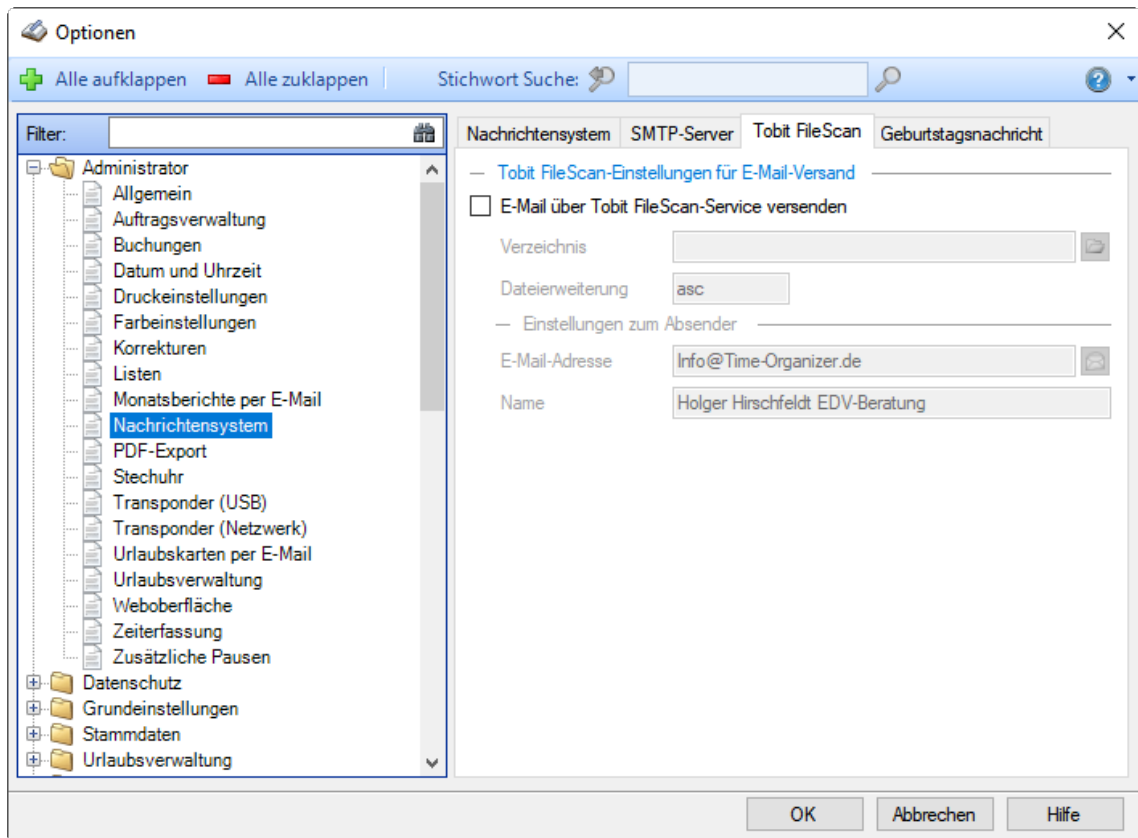 Optionen
Alle aufklappen Alle zuklappen Stichwort Suche:
Filter:
Administrator
Allgemein
Auftragsverwaltung
Buchungen
Datum und Uhrzeit
Druckeinstellungen
Farbeinstellungen
Korrekturen
Listen
Monatsberichte per E-Mail
Nachrichtensystem
PDF-Export
Stechuhr
Transponder (USB)
Transponder (Netzwerk)
Urlaubskarten per E-Mail
Urlaubsverwaltung
Weboberfläche
Zeiterfassung
Zusätzliche Pausen
Datenschutz
Grundeinstellungen
Stammdaten
Urlaubsverwaltung
Nachrichtensystem SMTP-Server Tobit FileScan Geburtstagsnachricht
Tobit FileScan-Einstellungen für E-Mail-Versand
E-Mail über Tobit FileScan-Service versenden
Verzeichnis
Dateierweiterung asc
Einstellungen zum Absender
E-Mail-Adresse Info@Time-Organizer.de
Name Holger Hirschfeldt EDV-Beratung
OK Abbrechen Hilfe